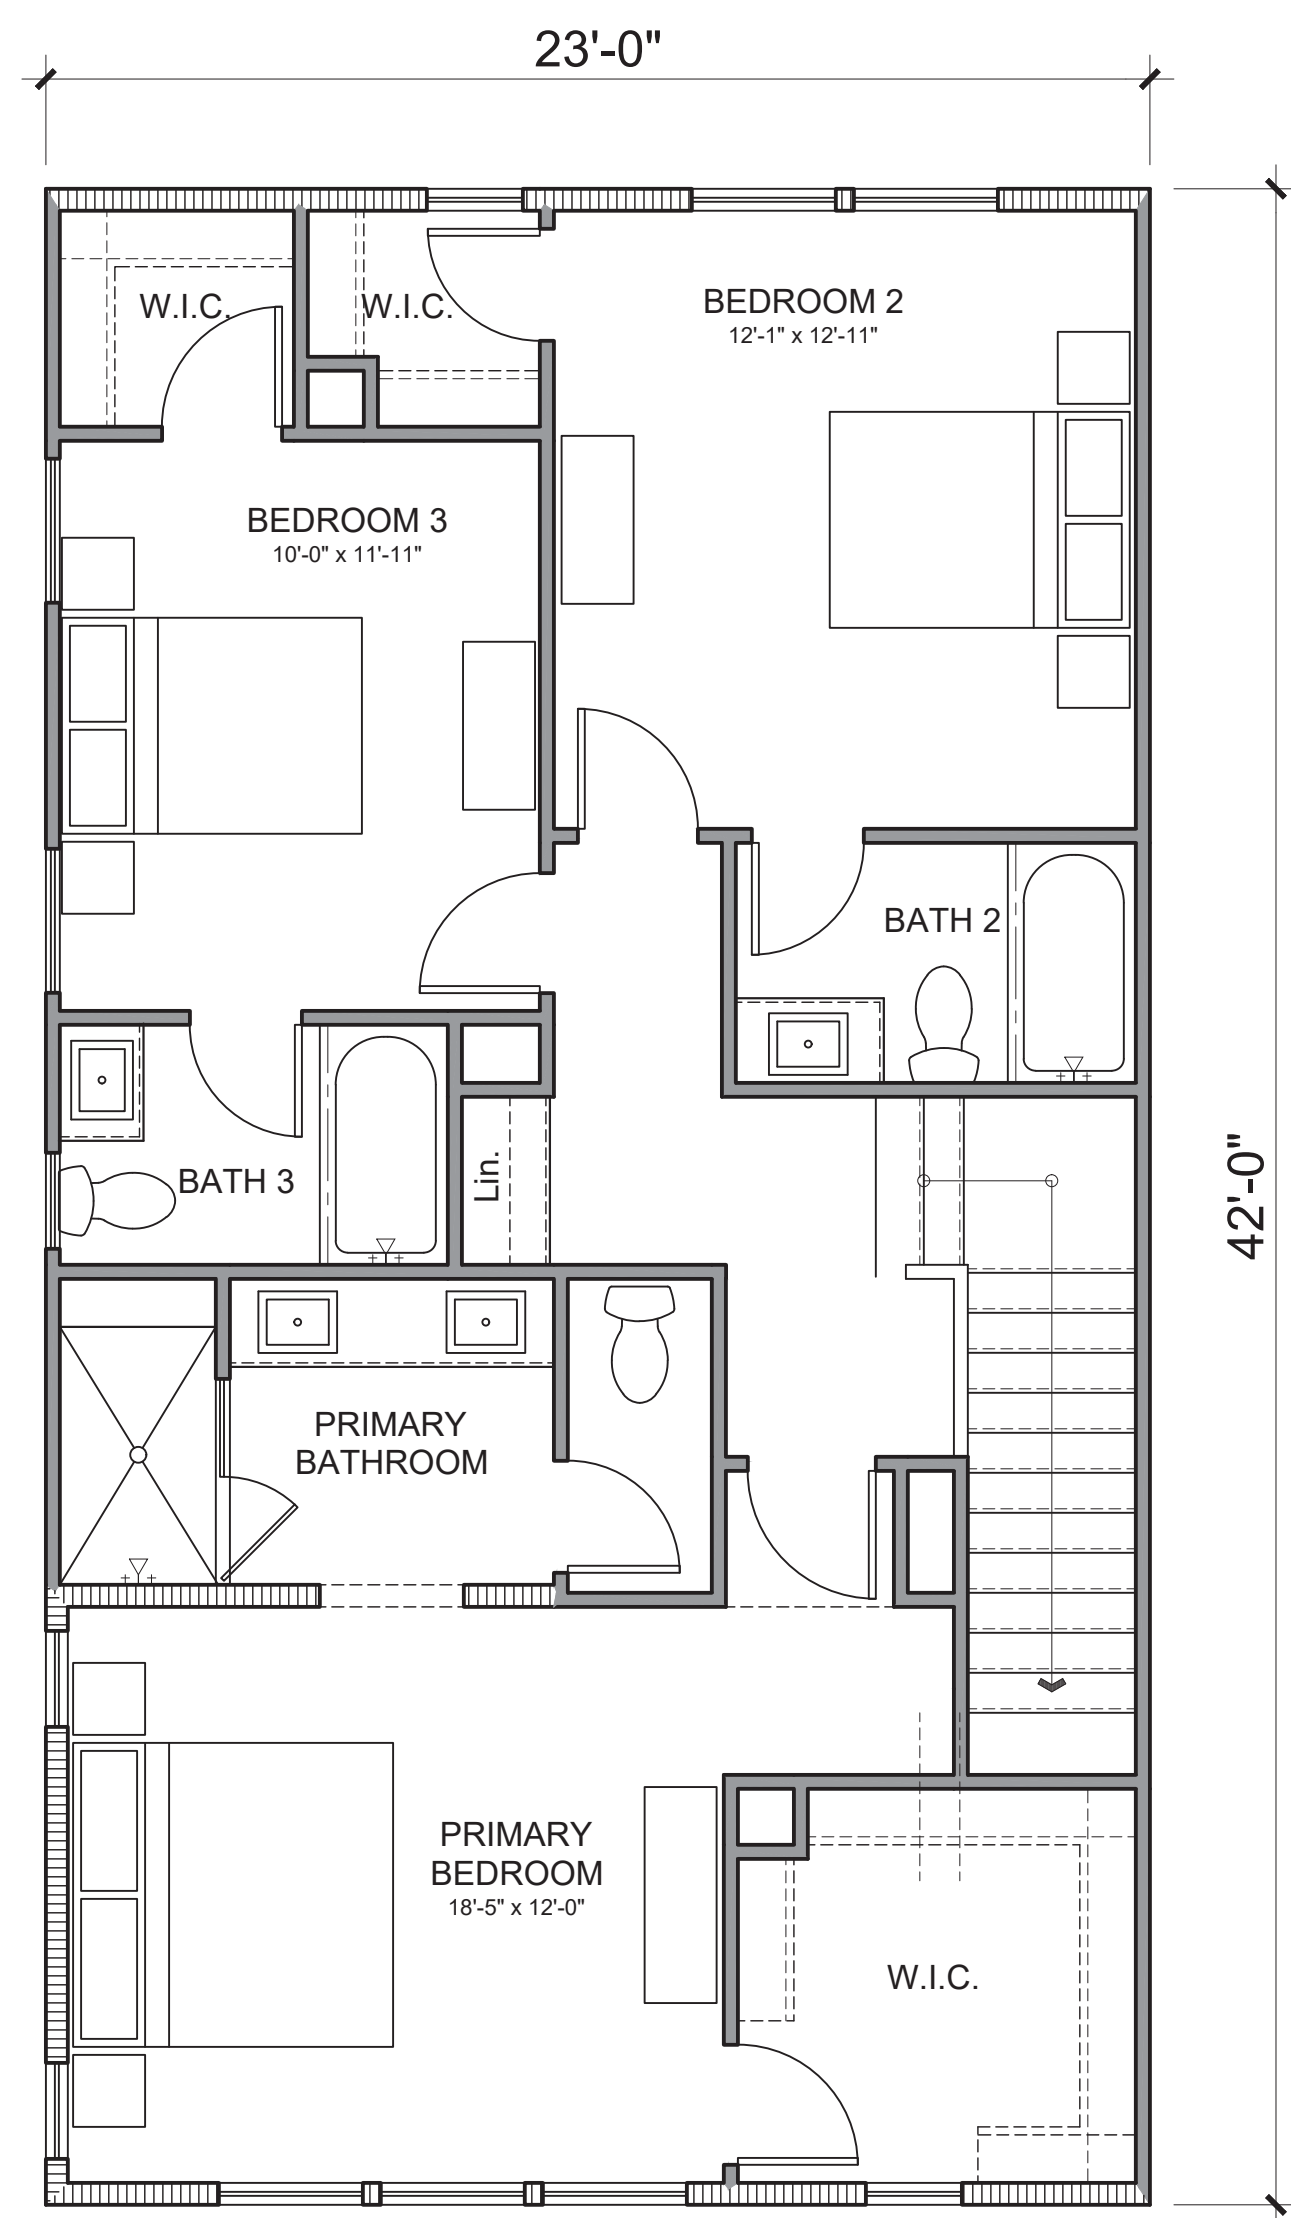 23'-0"
W.I.C.
W.I.C.
BEDROOM 2
12'-1" x 12'-11"
BEDROOM 3
10'-0" x 11'-11"
BATH 2
42'-0"
Lin.
BATH 3
PRIMARY
BATHROOM
PRIMARY
BEDROOM
18'-5" x 12'-0"
W.I.C.